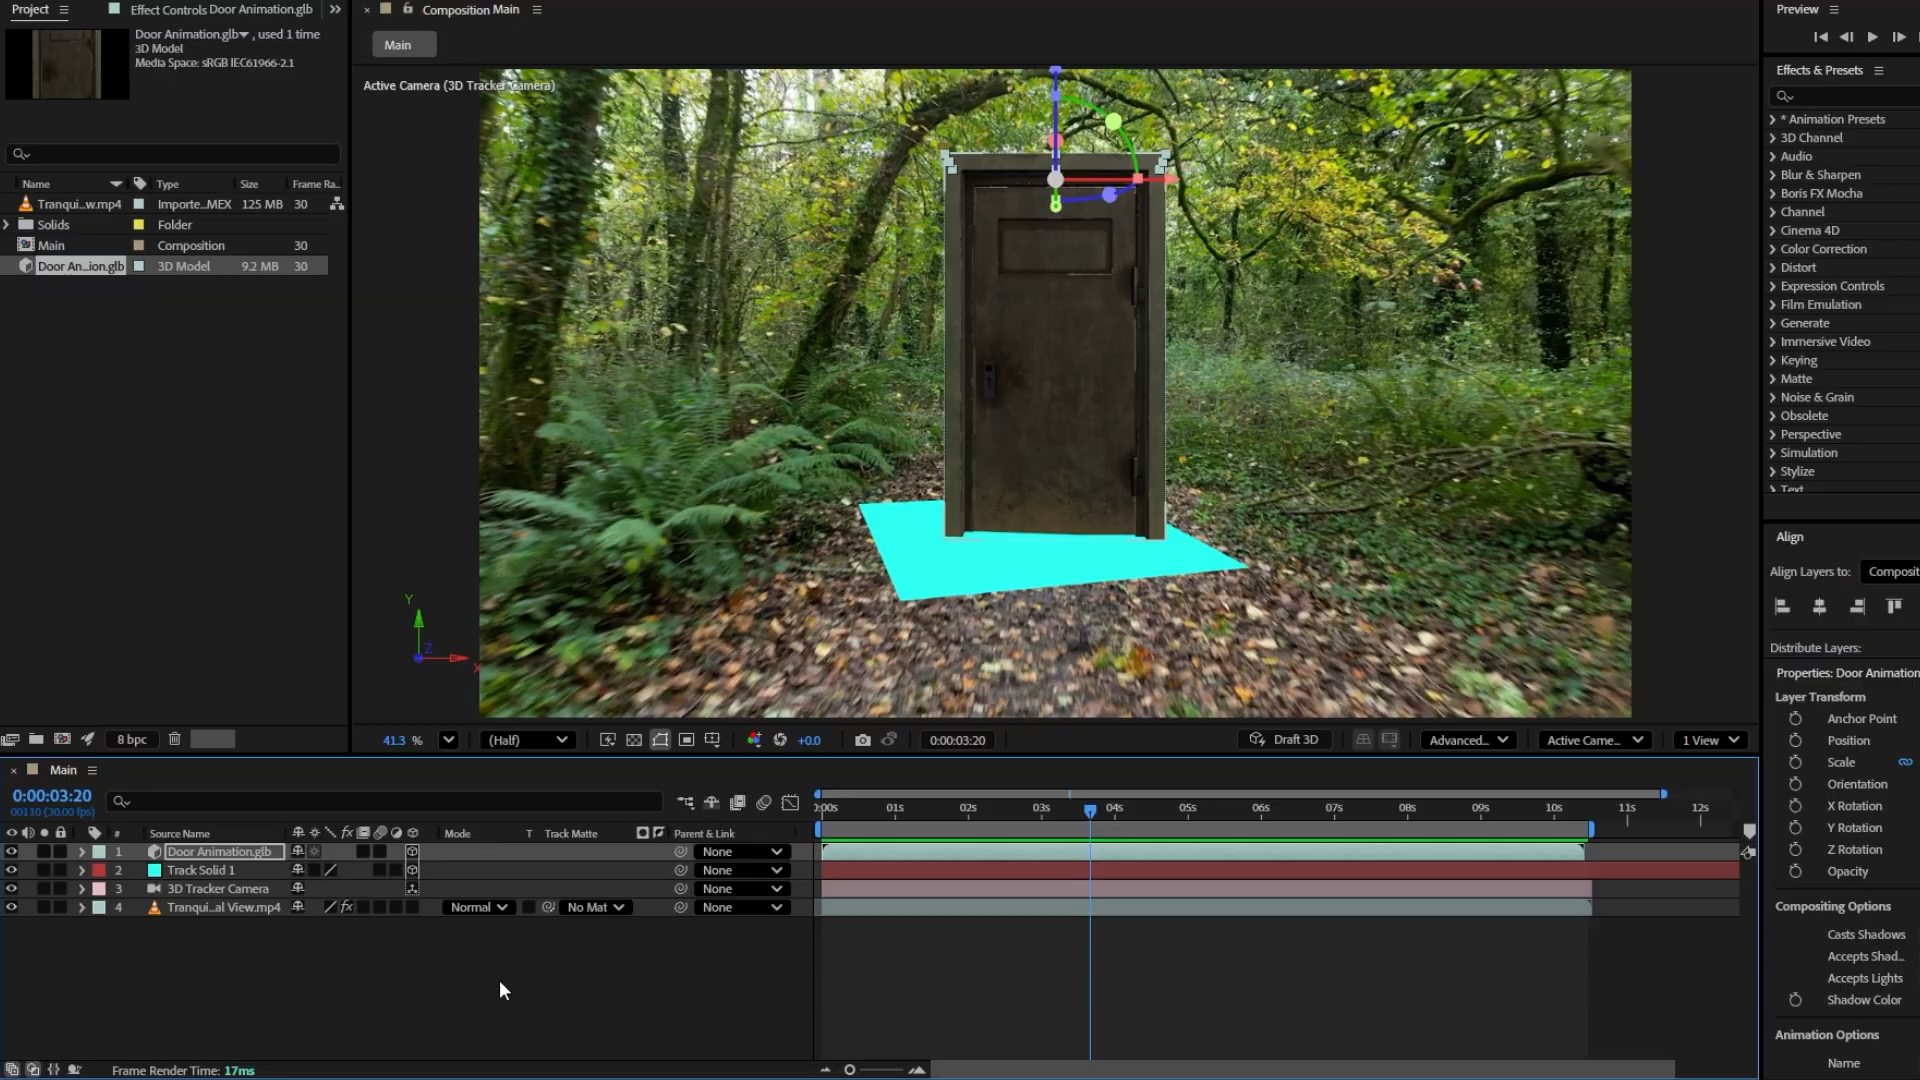 Project
Effect Controls Door Animation.glb
Composition Main
Preview
Door Animation.glb , used 1 time
3D Model
Media Space: sRGB IEC61966-2.1
Main
Active Camera (3D Tracker Camera)
Effects & Presets
* Animation Presets
3D Channel
Audio
Blur & Sharpen
Boris FX Mocha
Channel
Cinema 4D
Color Correction
Distort
Expression Controls
Film Emulation
Generate
Immersive Video
Keying
Matte
Noise & Grain
Obsolete
Perspective
Simulation
Stylize
Text
Name Type Size Frame Ra..
Tranqui...w.mp4 Importe...MEX 125 MB 30
Solids Folder
Main Composition 30
Door An...ion.glb 3D Model 9.2 MB 30
Y
Z
X
Align
Align Layers to: Composit
Distribute Layers:
Properties: Door Animation
Layer Transform
Anchor Point
Position
Scale
Orientation
X Rotation
Y Rotation
Z Rotation
Opacity
Compositing Options
Casts Shadows
Accepts Shad...
Accepts Lights
Shadow Color
Animation Options
Name
8 bpc
41.3 %
(Half)
+0.0
0:00:03:20
Draft 3D
Advanced...
Active Came...
1 View
Main
0:00:03:20
00110 (30.00 fps)
:00s 01s 02s 03s 04s 05s 06s 07s 08s 09s 10s 11s 12s
# Source Name Mode T Track Matte Parent & Link
1 Door Animation.glb None
2 Track Solid 1 None
3 3D Tracker Camera None
4 Tranqui...al View.mp4 Normal No Mat None
Frame Render Time: 17ms